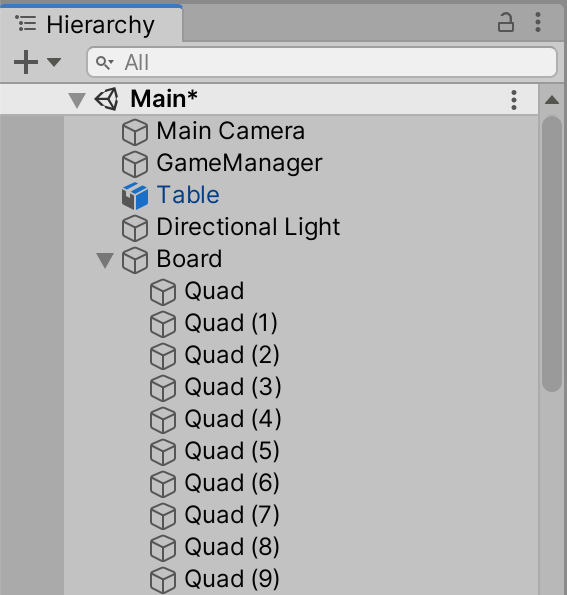 Hierarchy
All
Main*
Main Camera
GameManager
Table
Directional Light
Board
Quad
Quad (1)
Quad (2)
Quad (3)
Quad (4)
Quad (5)
Quad (6)
Quad (7)
Quad (8)
Quad (9)